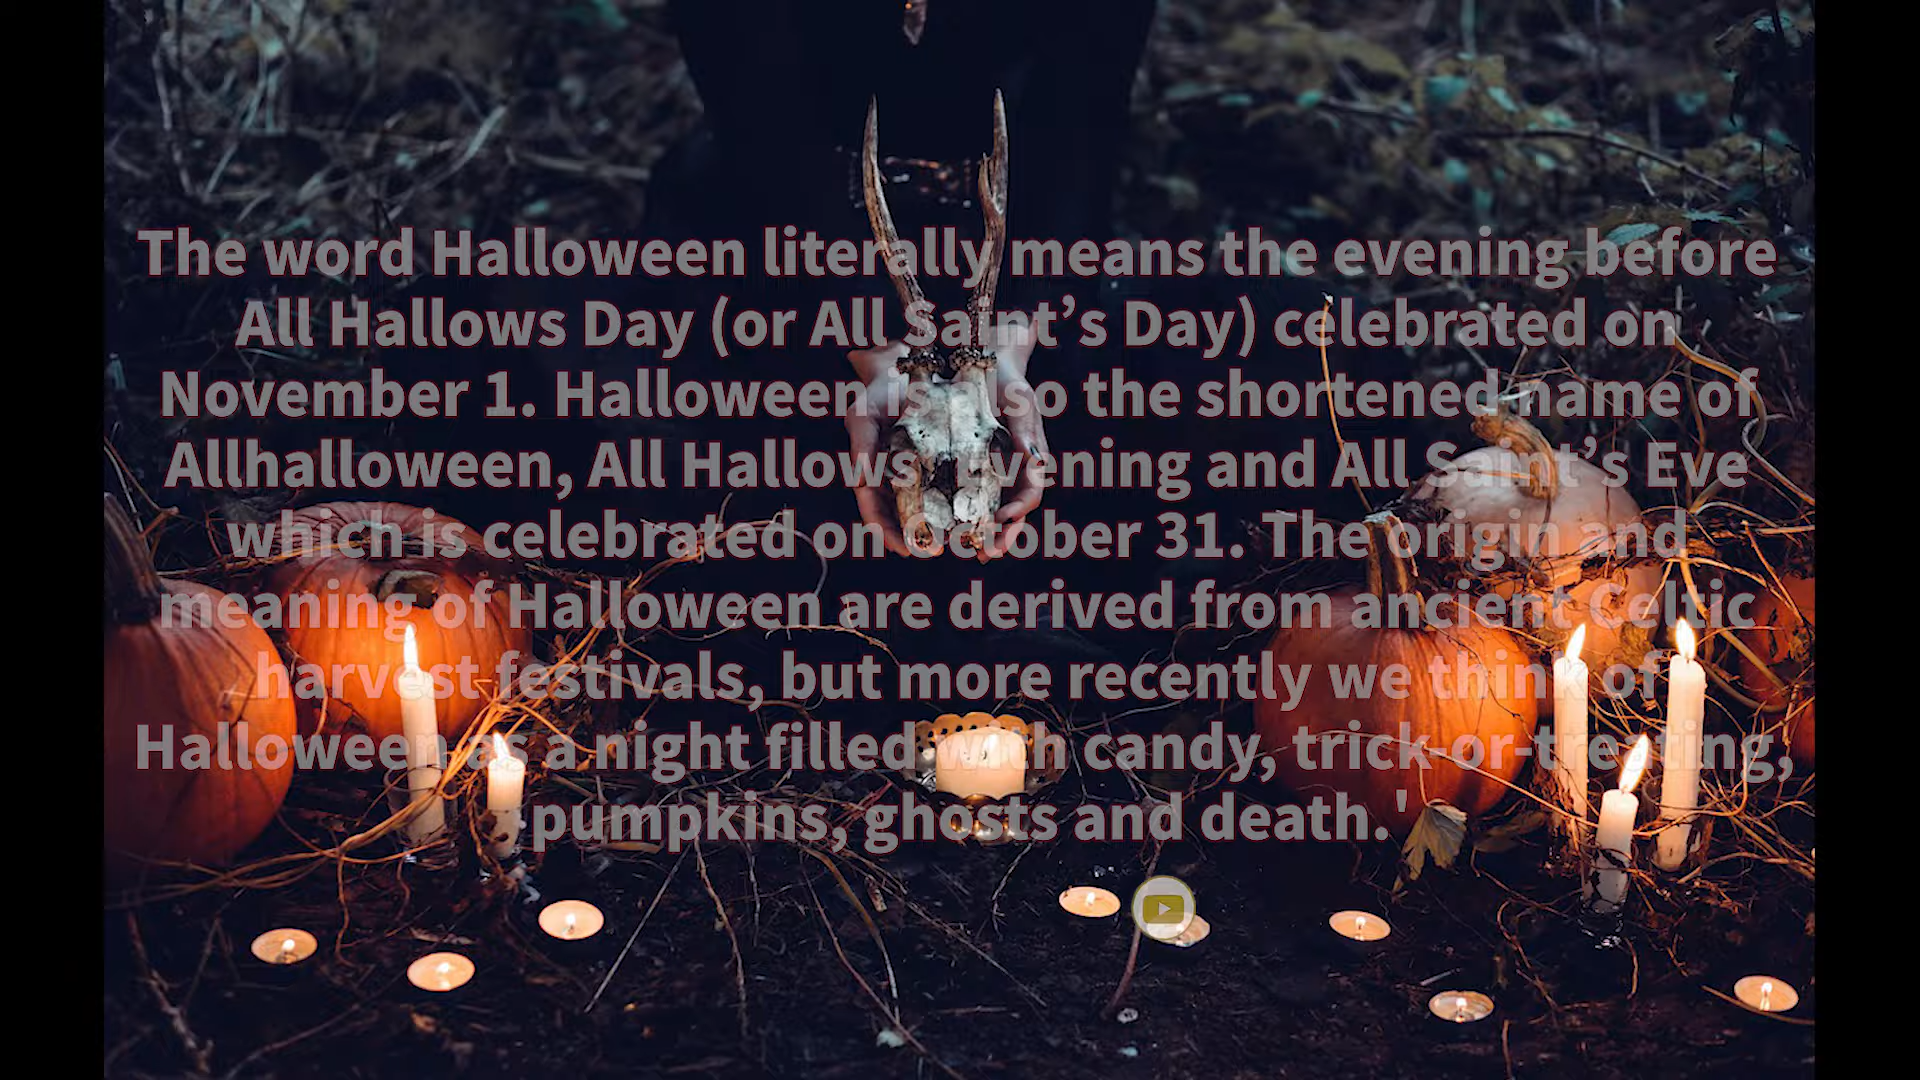 The word Halloween literally means the evening before
All Hallows Day (or All Saint’s Day) celebrated on
November 1. Halloween is also the shortened name of
Allhalloween, All Hallows’ Evening and All Saint’s Eve
which is celebrated on October 31. The origin and
meaning of Halloween are derived from ancient Celtic
harvest festivals, but more recently we think of
Halloween as a night filled with candy, trick-or-treating,
pumpkins, ghosts and death.'